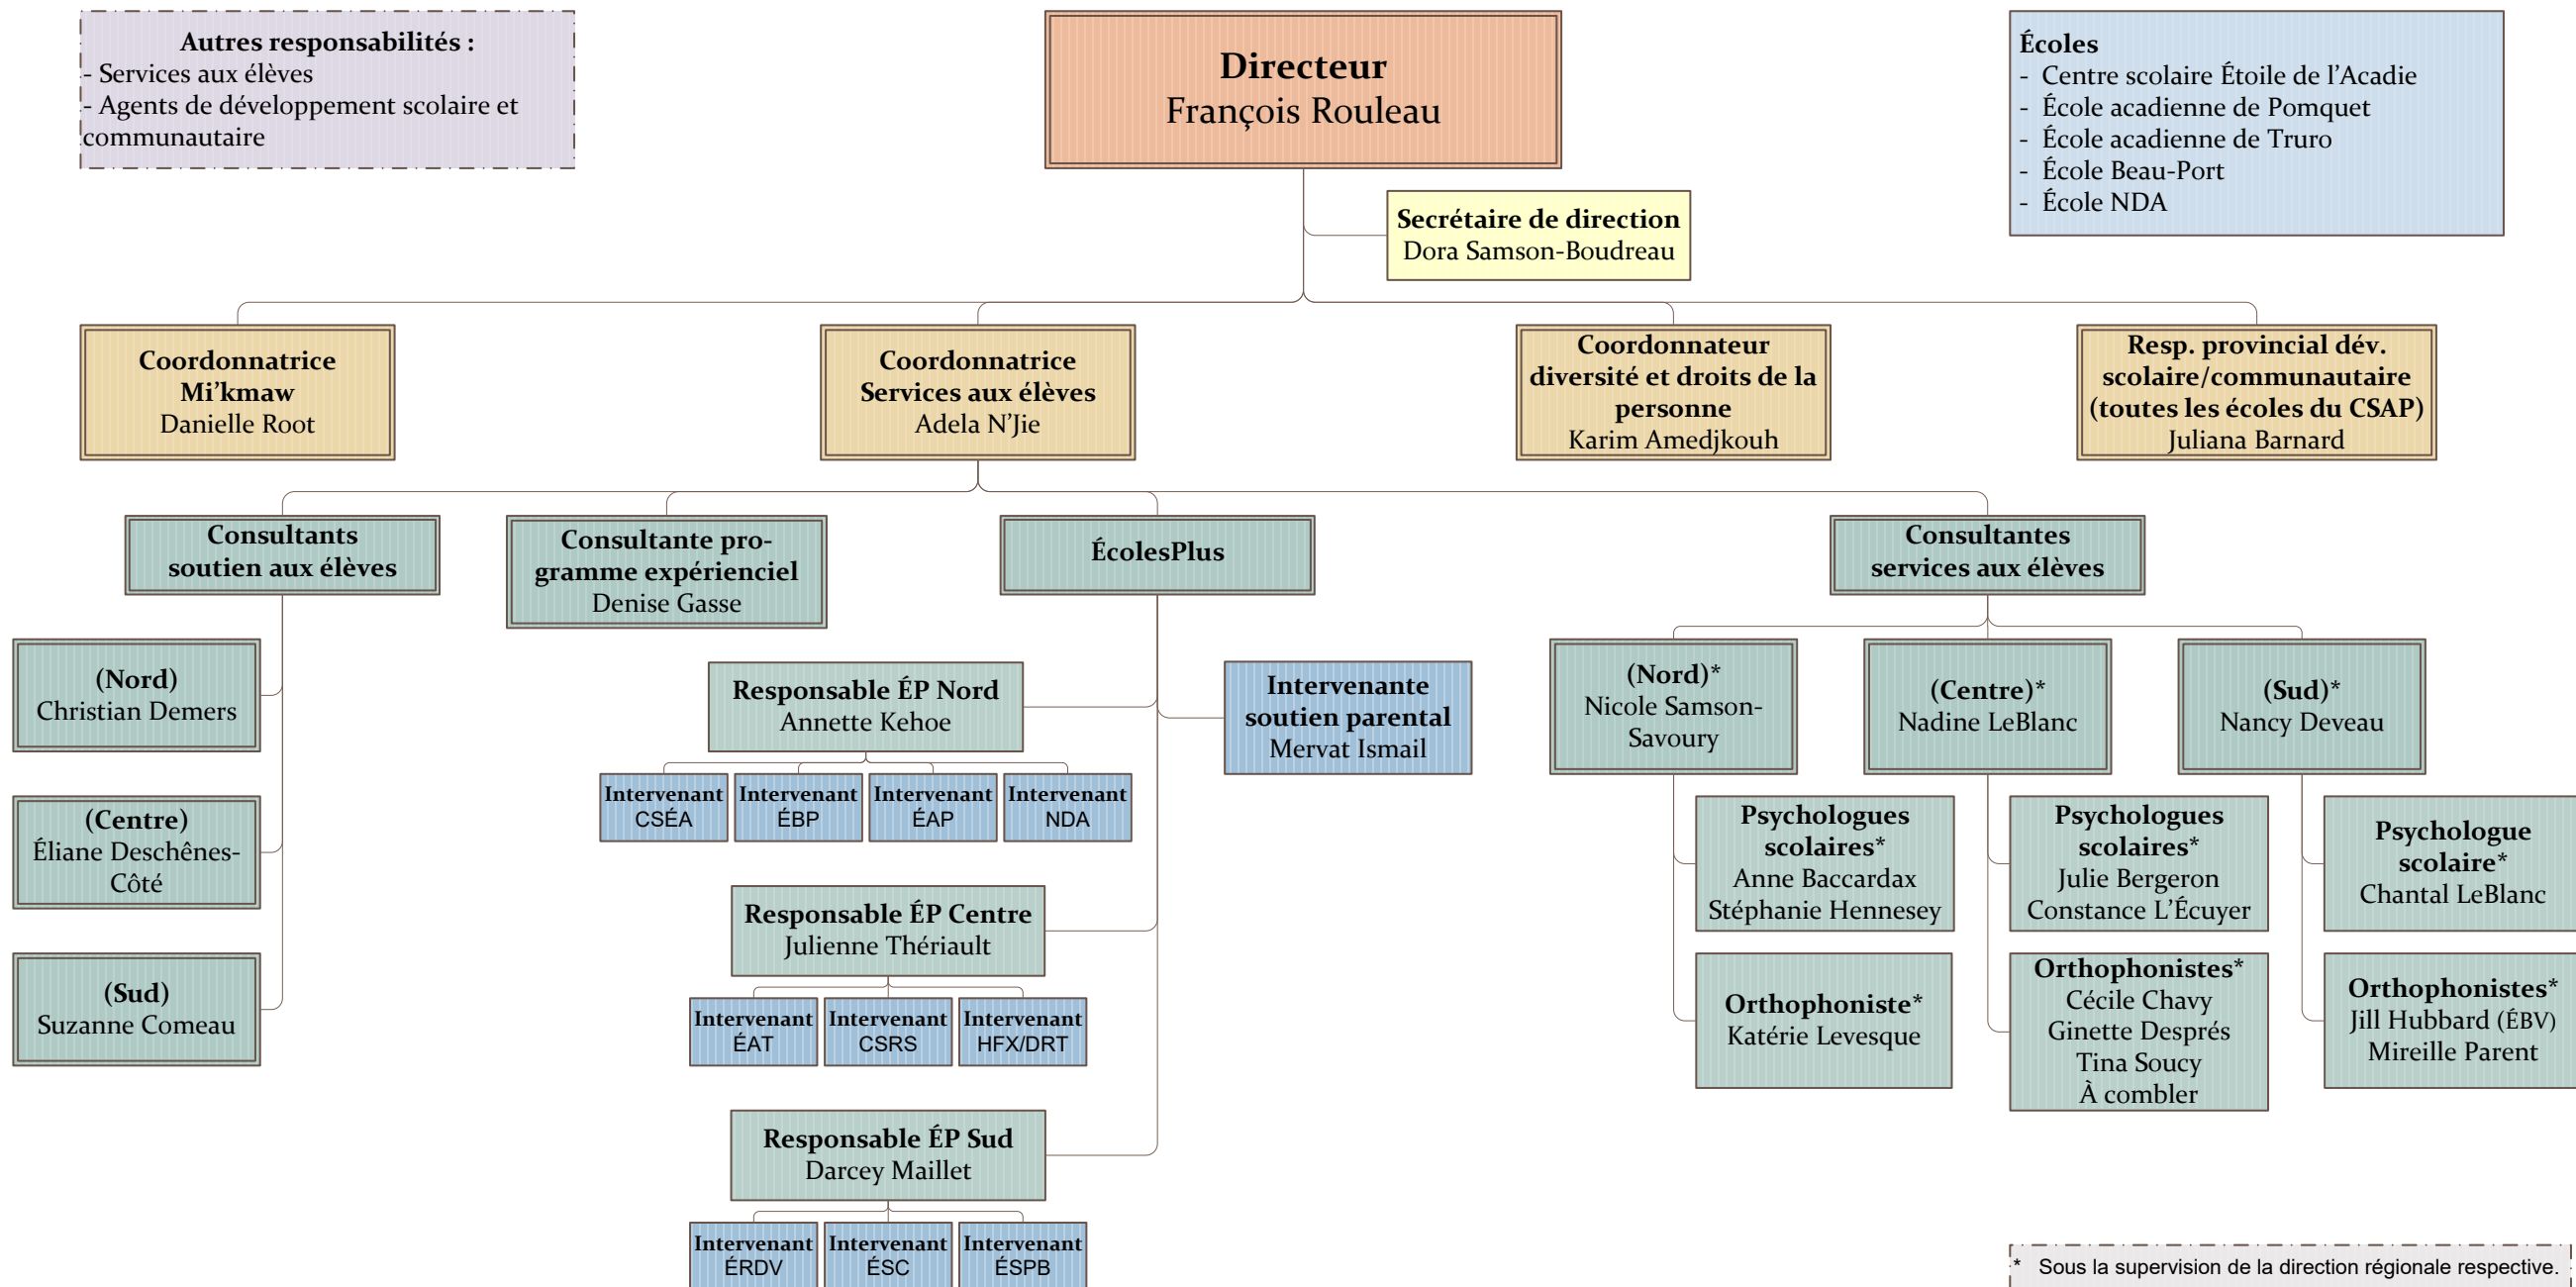 Autres responsabilités :
- Services aux élèves
- Agents de développement scolaire et
communautaire
Directeur
François Rouleau
Écoles
- Centre scolaire Étoile de l’Acadie
- École acadienne de Pomquet
- École acadienne de Truro
- École Beau-Port
- École NDA
Secrétaire de direction
Dora Samson-Boudreau
Coordonnatrice
Mi’kmaw
Danielle Root
Coordonnatrice
Services aux élèves
Adela N’Jie
Coordonnateur
diversité et droits de la
personne
Karim Amedjkouh
Resp. provincial dév.
scolaire/communautaire
(toutes les écoles du CSAP)
Juliana Barnard
Consultants
soutien aux élèves
Consultante pro-
gramme expérienciel
Denise Gasse
ÉcolesPlus
Consultantes
services aux élèves
(Nord)
Christian Demers
(Centre)
Éliane Deschênes-
Côté
(Sud)
Suzanne Comeau
Responsable ÉP Nord
Annette Kehoe
Intervenante
soutien parental
Mervat Ismail
Intervenant
CSÉA
Intervenant
ÉBP
Intervenant
ÉAP
Intervenant
NDA
Responsable ÉP Centre
Julienne Thériault
Intervenant
ÉAT
Intervenant
CSRS
Intervenant
HFX/DRT
Responsable ÉP Sud
Darcey Maillet
Intervenant
ÉRDV
Intervenant
ÉSC
Intervenant
ÉSPB
(Nord)*
Nicole Samson-
Savoury
(Centre)*
Nadine LeBlanc
(Sud)*
Nancy Deveau
Psychologues
scolaires*
Anne Baccardax
Stéphanie Hennesey
Psychologues
scolaires*
Julie Bergeron
Constance L’Écuyer
Psychologue
scolaire*
Chantal LeBlanc
Orthophoniste*
Katérie Levesque
Orthophonistes*
Cécile Chavy
Ginette Després
Tina Soucy
À combler
Orthophonistes*
Jill Hubbard (ÉBV)
Mireille Parent
* Sous la supervision de la direction régionale respective.